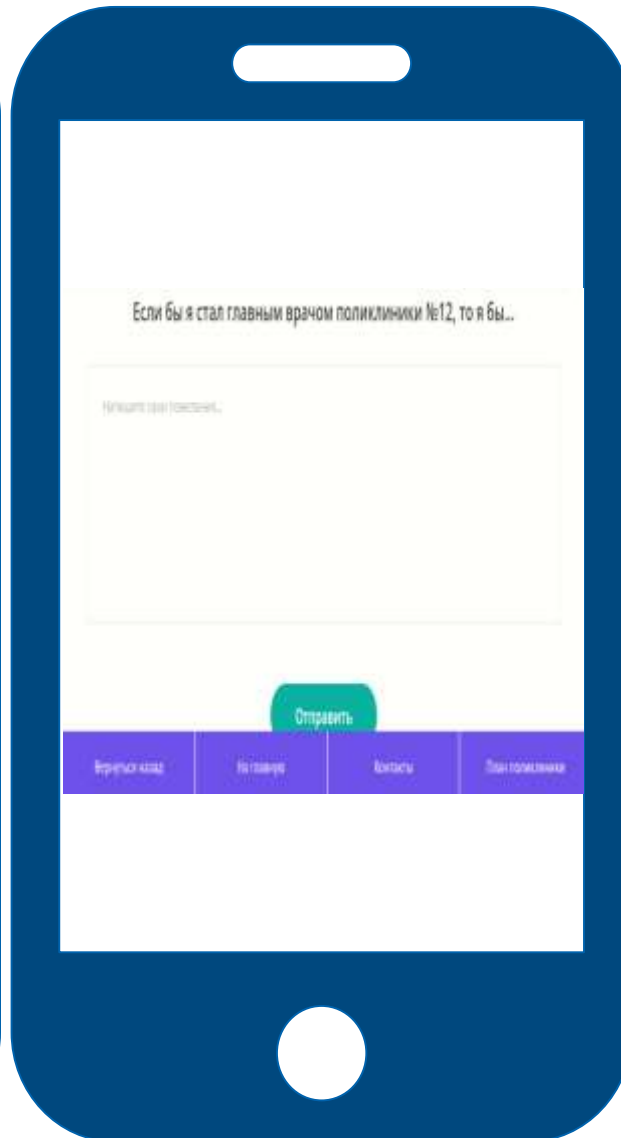 Если бы я стал главным врачом поликлиники №12, то я бы...
Напишите свои пожелания...
Отправить
Вернуться назад
На главную
Контакты
План поликлиники